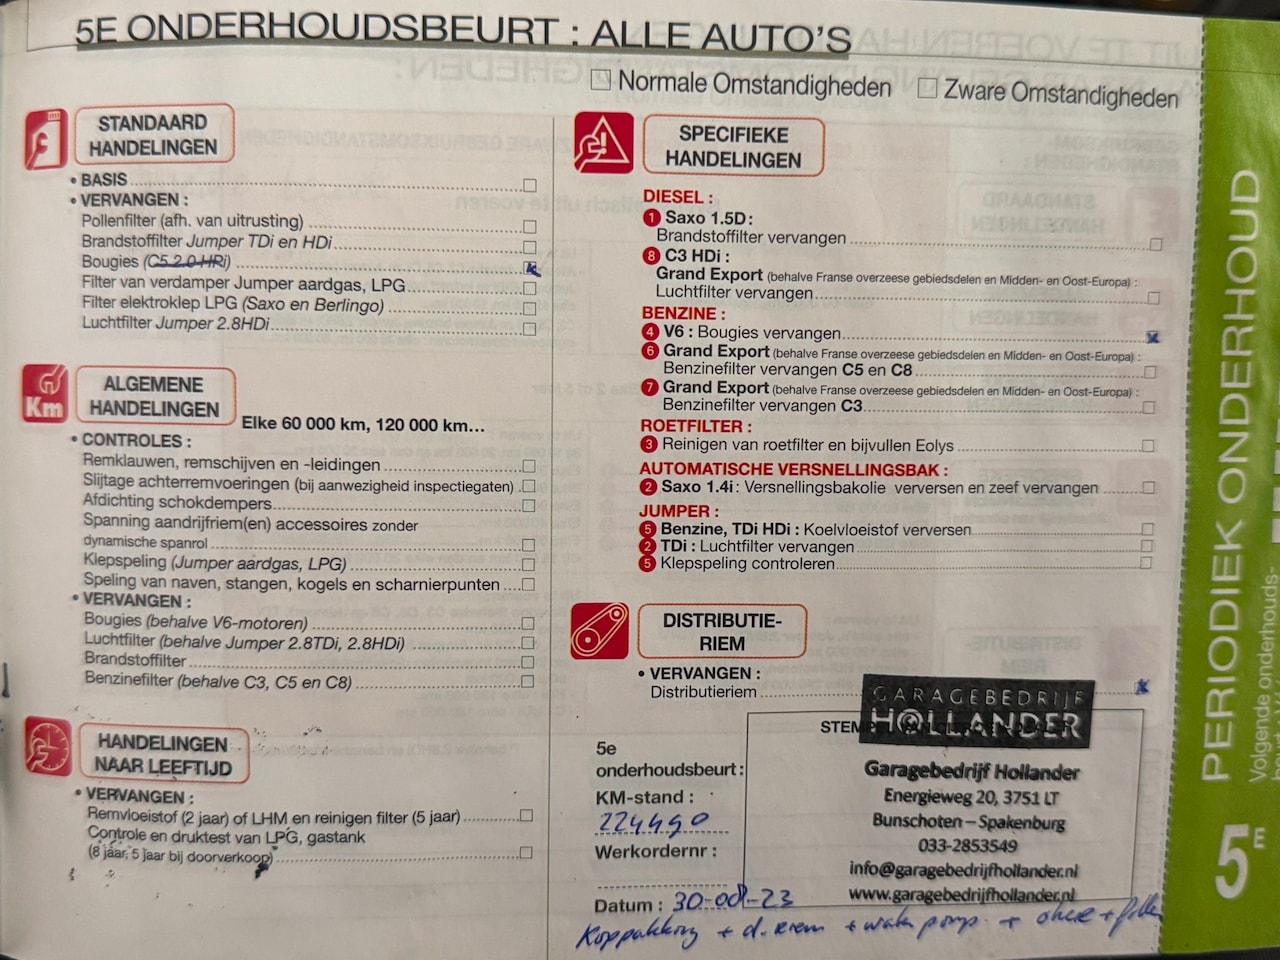 5E ONDERHOUDSBEURT : ALLE AUTO'S
Normale Omstandigheden
Zware Omstandigheden
STANDAARD
HANDELINGEN
• BASIS
• VERVANGEN :
Pollenfilter (afh. van uitrusting)
Brandstoffilter Jumper TDi en HDi
Bougies (C5 2.0 HPi)
Filter van verdamper Jumper aardgas, LPG
Filter elektroklep LPG (Saxo en Berlingo)
Luchtfilter Jumper 2.8HDi
Km
ALGEMENE
HANDELINGEN
Elke 60 000 km, 120 000 km...
• CONTROLES :
Remklauwen, remschijven en -leidingen
Slijtage achterremvoeringen (bij aanwezigheid inspectiegaten)
Afdichting schokdempers
Spanning aandrijfriem(en) accessoires zonder
dynamische spanrol
Klepspeling (Jumper aardgas, LPG)
Speling van naven, stangen, kogels en scharnierpunten
• VERVANGEN :
Bougies (behalve V6-motoren)
Luchtfilter (behalve Jumper 2.8TDi, 2.8HDi)
Brandstoffilter
Benzinefilter (behalve C3, C5 en C8)
HANDELINGEN
NAAR LEEFTIJD
• VERVANGEN :
Remvloeistof (2 jaar) of LHM en reinigen filter (5 jaar)
Controle en druktest van LPG, gastank
(8 jaar, 5 jaar bij doorverkoop)
SPECIFIEKE
HANDELINGEN
DIESEL :
1 Saxo 1.5D :
Brandstoffilter vervangen
8 C3 HDi :
Grand Export (behalve Franse overzeese gebiedsdelen en Midden- en Oost-Europa) :
Luchtfilter vervangen
BENZINE :
4 V6 : Bougies vervangen
6 Grand Export (behalve Franse overzeese gebiedsdelen en Midden- en Oost-Europa) :
Benzinefilter vervangen C5 en C8
7 Grand Export (behalve Franse overzeese gebiedsdelen en Midden- en Oost-Europa) :
Benzinefilter vervangen C3
ROETFILTER :
3 Reinigen van roetfilter en bijvullen Eolys
AUTOMATISCHE VERSNELLINGSBAK :
2 Saxo 1.4i : Versnellingsbakolie verversen en zeef vervangen
JUMPER :
5 Benzine, TDi HDi : Koelvloeistof verversen
2 TDi : Luchtfilter vervangen
5 Klepspeling controleren
DISTRIBUTIE-
RIEM
• VERVANGEN :
Distributieriem
5e
onderhoudsbeurt :
KM-stand :
224490
Werkordernr :
Datum : 30-08-23
Koppakking + d. riem + water pomp +
GARAGEBEDRIJF
HOLLANDER
Garagebedrijf Hollander
Energieweg 20, 3751 LT
Bunschoten – Spakenburg
033-2853549
info@garagebedrijfhollander.nl
www.garagebedrijfhollander.nl
PERIODIEK ONDERHOUD
Volgende onderhouds-
5E